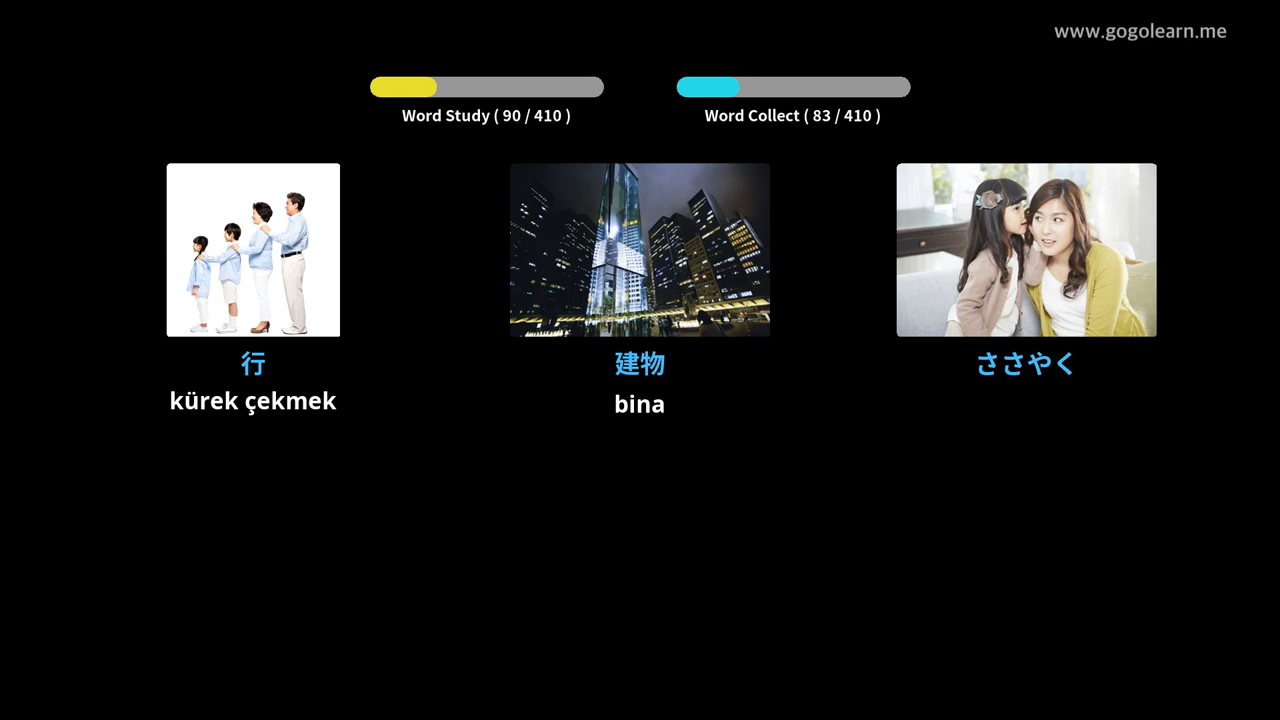 www.gogolearn.me
Word Study ( 90 / 410 )
Word Collect ( 83 / 410 )
行
kürek çekmek
建物
bina
ささやく